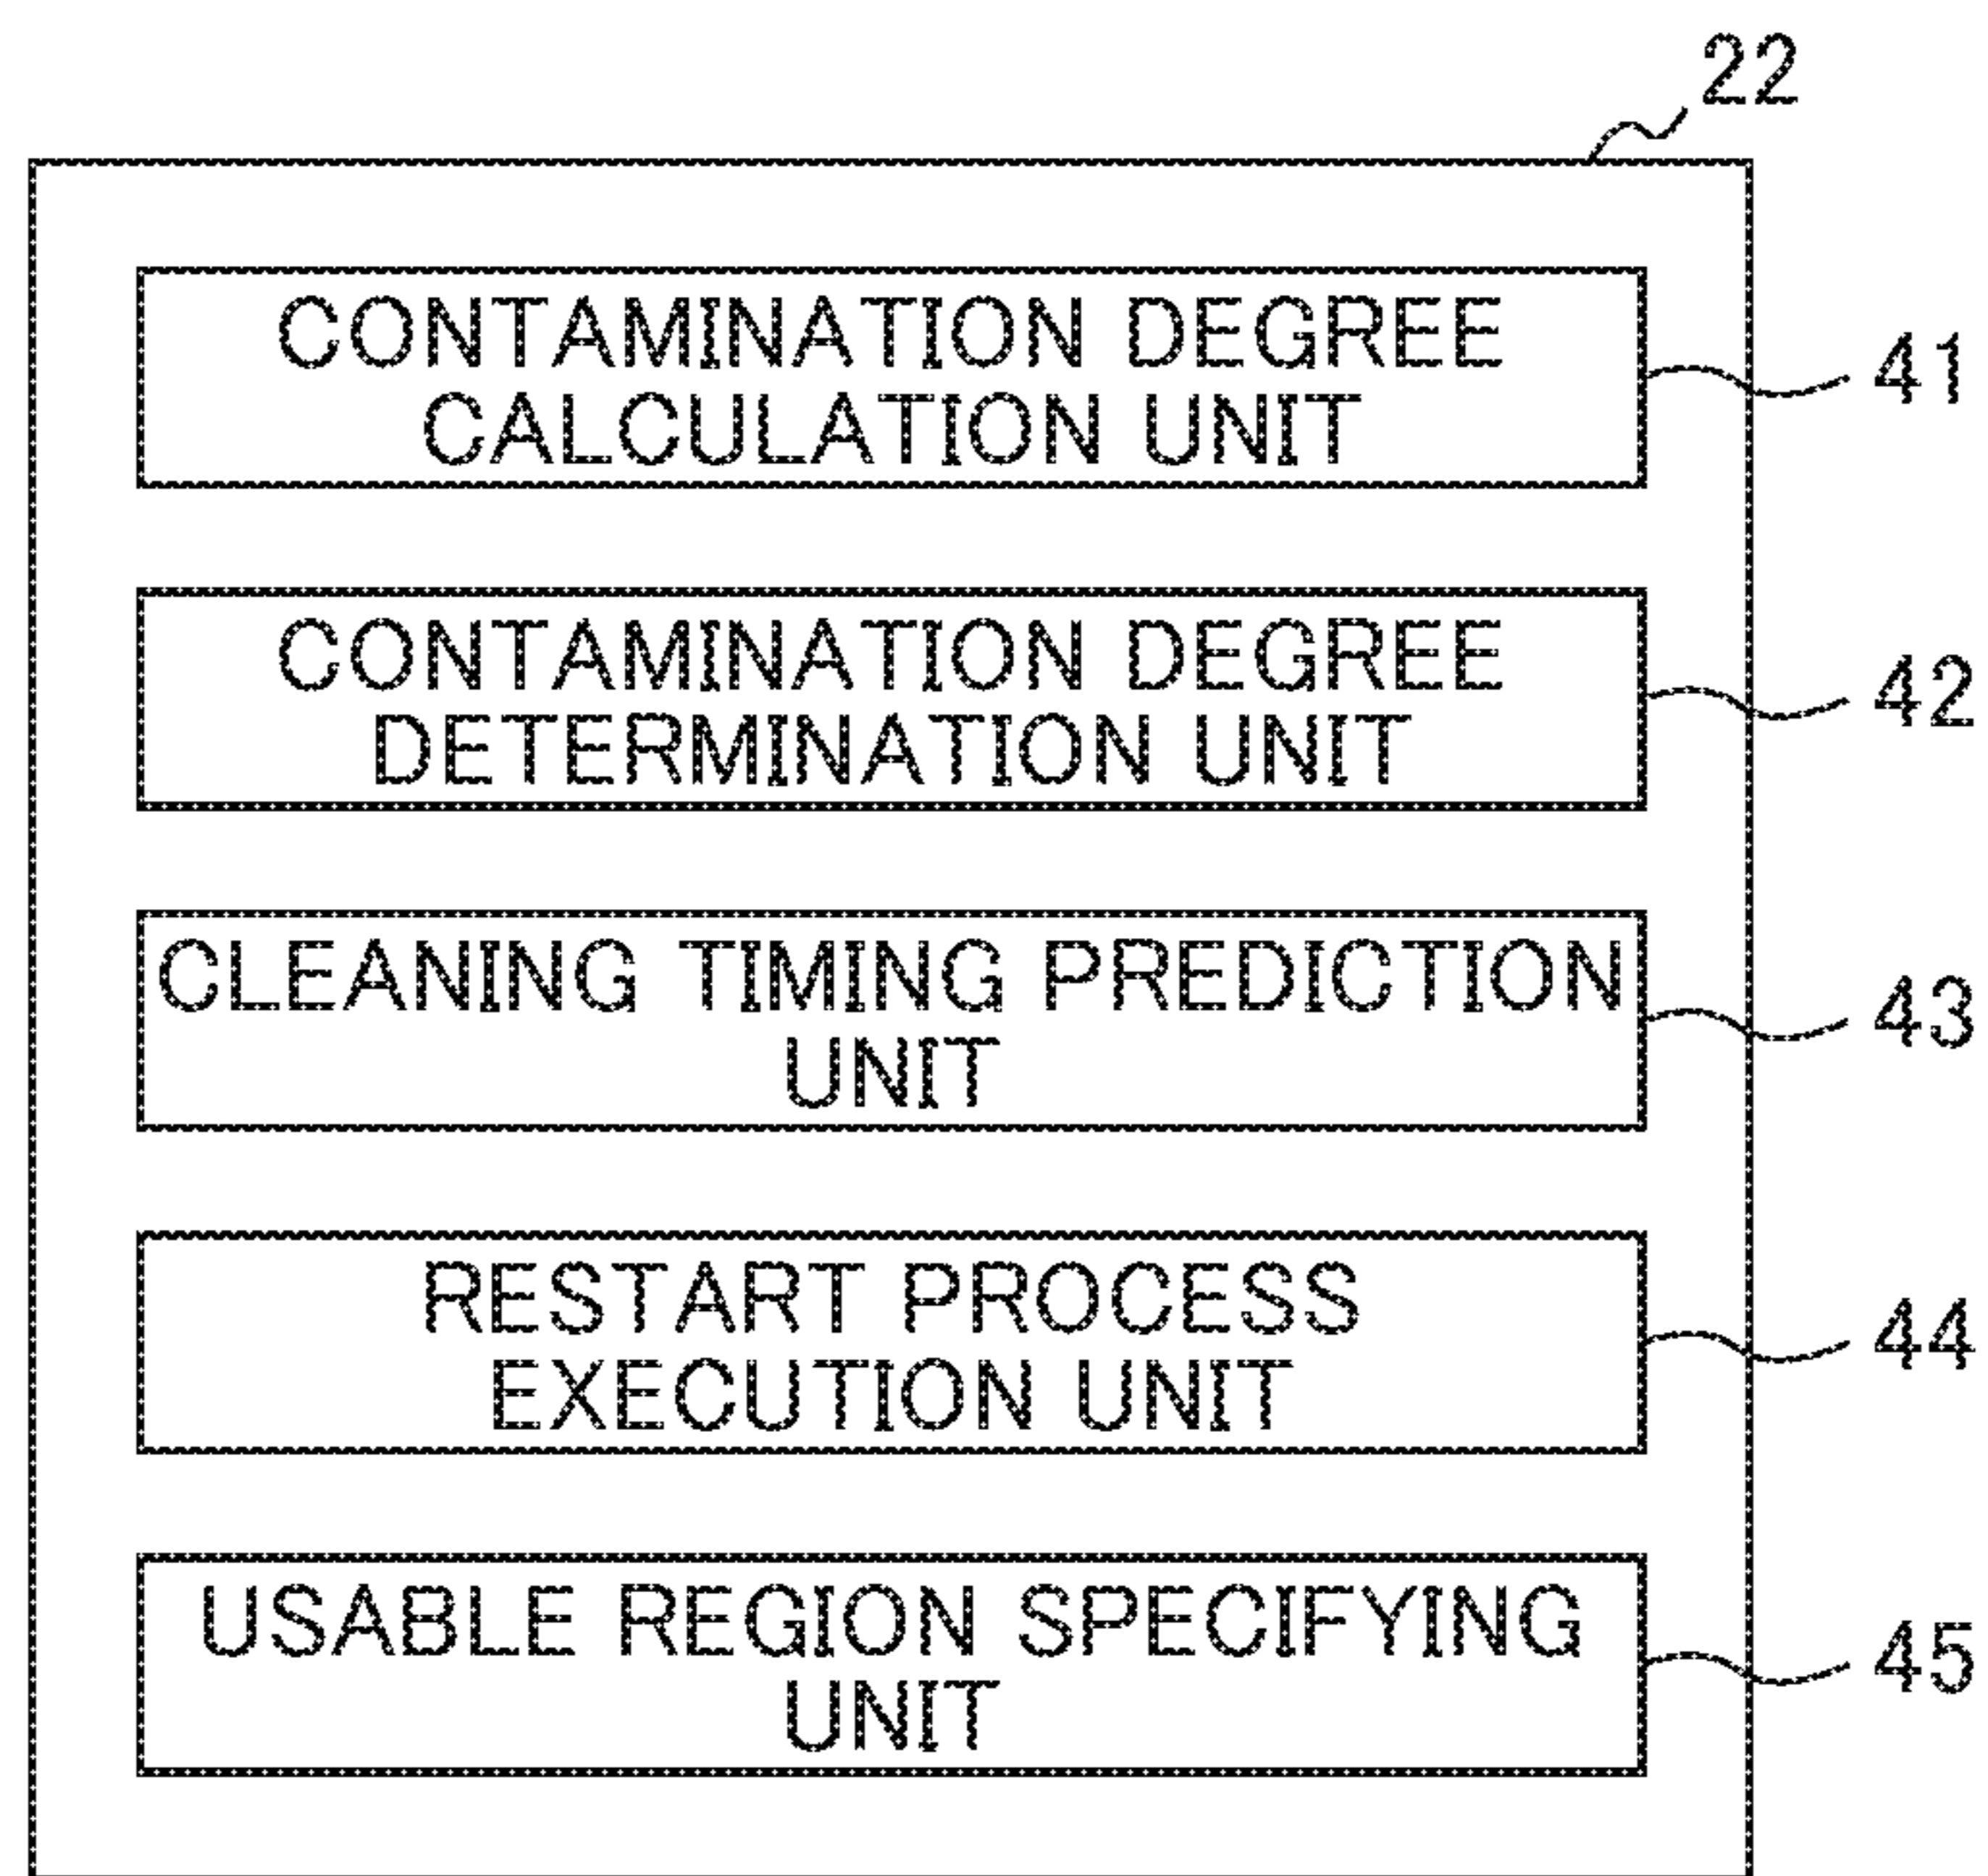 22
CONTAMINATION DEGREE
CALCULATION UNIT
41
CONTAMINATION DEGREE
DETERMINATION UNIT
42
CLEANING TIMING PREDICTION
UNIT
43
RESTART PROCESS
EXECUTION UNIT
44
USABLE REGION SPECIFYING
UNIT
45